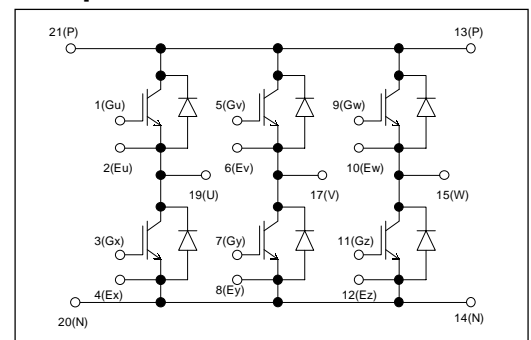 21(P) 13(P)
1(Gu) 5(Gv) 9(Gw)
2(Eu) 6(Ev) 10(Ew)
19(U) 17(V) 15(W)
3(Gx) 7(Gy) 11(Gz)
4(Ex) 8(Ey) 12(Ez)
20(N) 14(N)